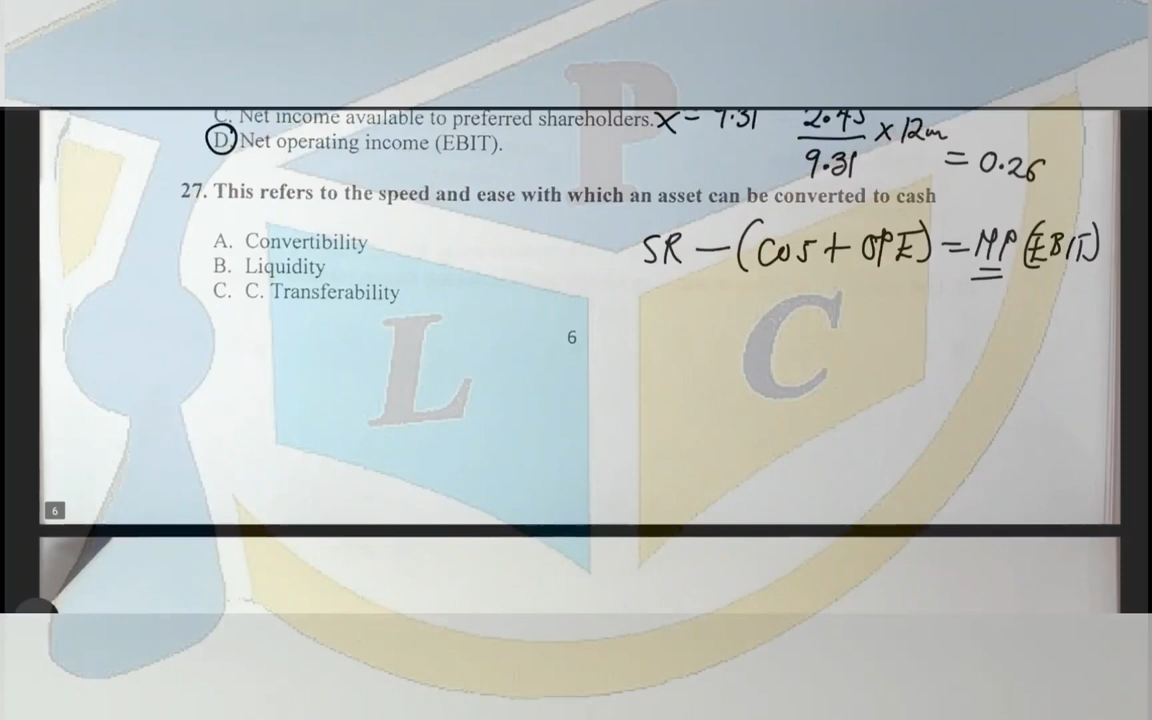 C. Net income available to preferred shareholders. X = 9.31
D. Net operating income (EBIT).
2.45 / 9.31 X 12m = 0.26
27. This refers to the speed and ease with which an asset can be converted to cash
A. Convertibility
B. Liquidity
C. C. Transferability
SR - (COS + OPE) = NP (EBIT)
6
P
L
C
6